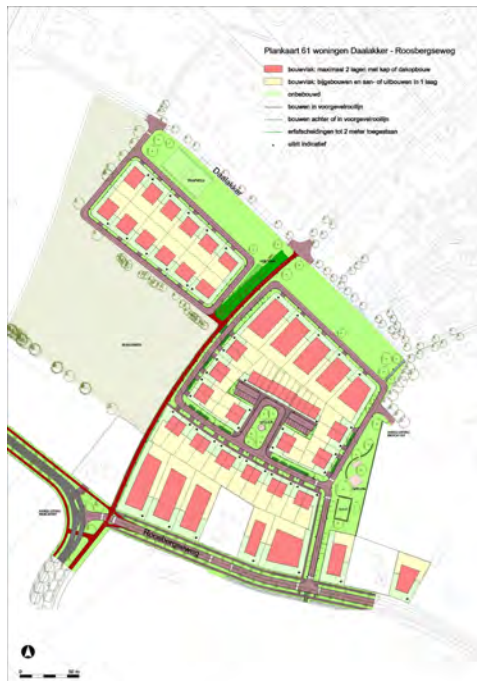 Plankaart 61 woningen Daalakker - Roosbergseweg
bouwvlak: maximaal 2 lagen met kap of dakopbouw
bouwvlak: bijgebouwen en aan- of uitbouwen in 1 laag
onbebouwd
bouwen in voorgevelrooilijn
bouwen achter of in voorgevelrooilijn
erfafscheidingen tot 2 meter toegestaan
uitrit indicatief
Daalakker
Roosbergseweg
0
50 m